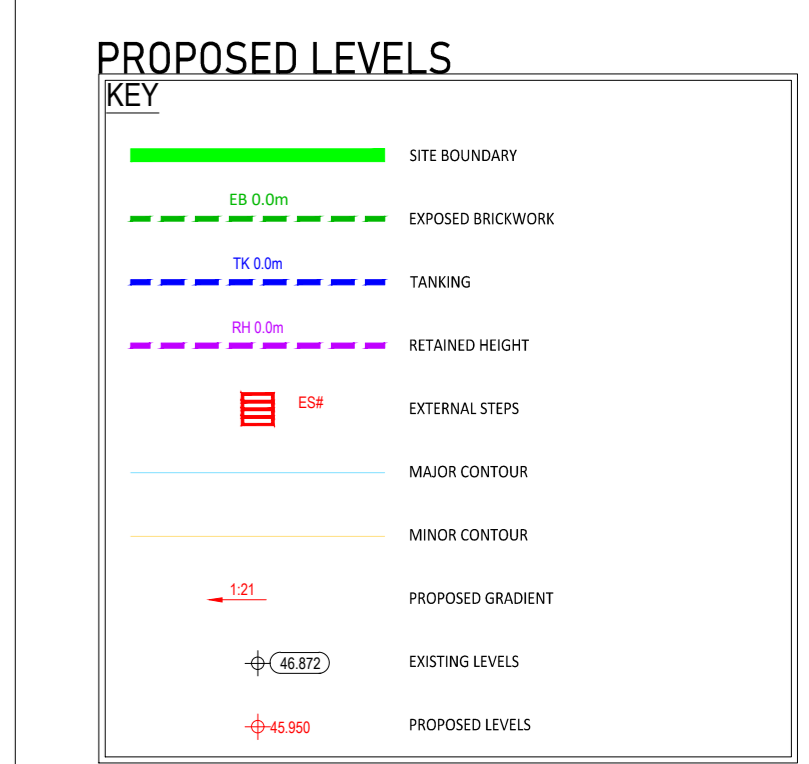 PROPOSED LEVELS
KEY
SITE BOUNDARY
EB 0.0m
EXPOSED BRICKWORK
TK 0.0m
TANKING
RH 0.0m
RETAINED HEIGHT
ES#
EXTERNAL STEPS
MAJOR CONTOUR
MINOR CONTOUR
1:21
PROPOSED GRADIENT
46.872
EXISTING LEVELS
45.950
PROPOSED LEVELS